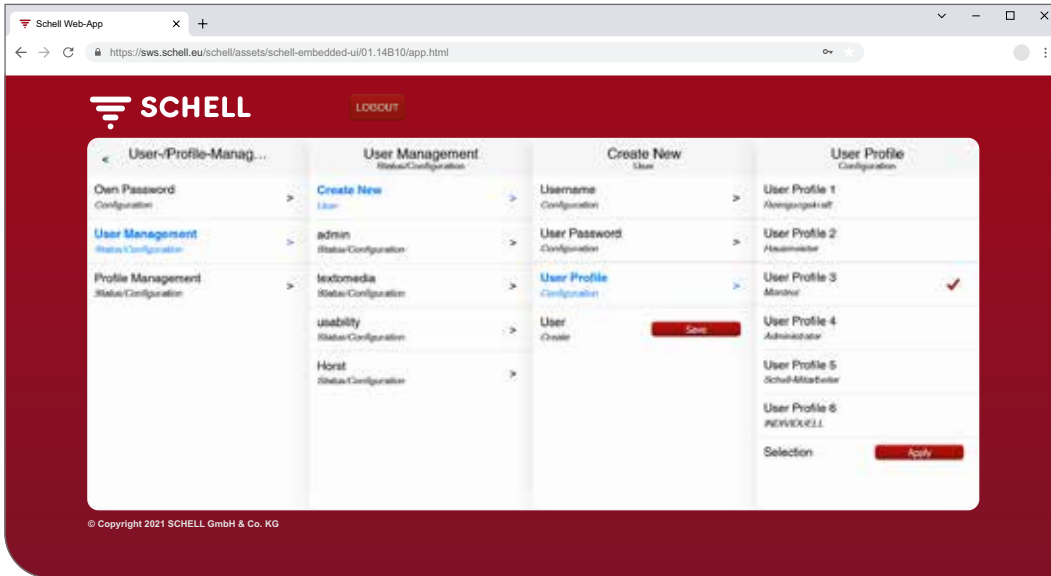 Schell Web-App
https://sws.schell.eu/schell/assets/schell-embedded-ui/01.14B10/app.html
SCHELL
LOGOUT
< User-/Profile-Manag...
Own Password >
Configuration
User Management >
Status/Configuration
Profile Management >
Status/Configuration
User Management
Status/Configuration
Create New >
User
admin >
Status/Configuration
textomedia >
Status/Configuration
usability >
Status/Configuration
Horst >
Status/Configuration
Create New
User
Username >
Configuration
User Password >
Configuration
User Profile >
Configuration
User Save
Create
User Profile
Configuration
User Profile 1
Reinigungskraft
User Profile 2
Hausmeister
User Profile 3
Monteur
User Profile 4
Administrator
User Profile 5
Schell-Mitarbeiter
User Profile 6
INDIVIDUELL
Selection Apply
© Copyright 2021 SCHELL GmbH & Co. KG